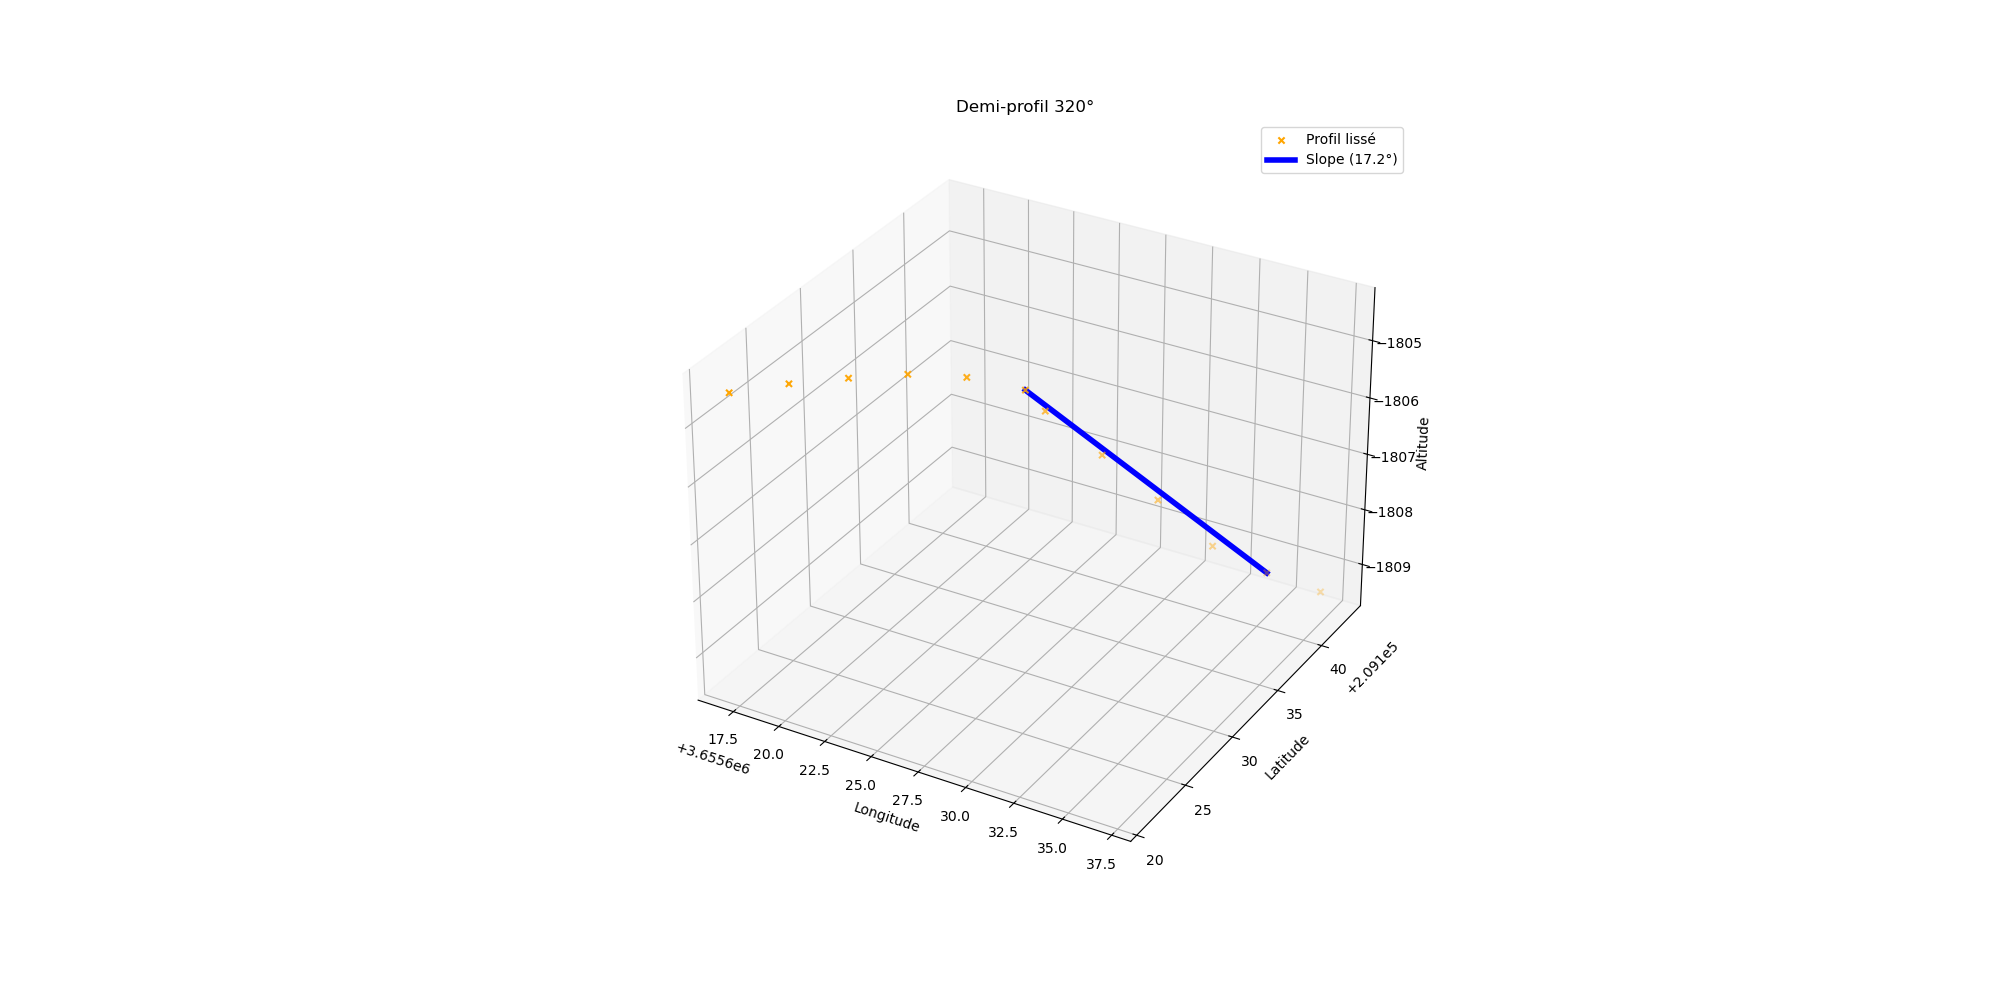 Demi-profil 320°
Profil lissé
Slope (17.2°)
−1805
−1806
−1807
−1808
−1809
Altitude
40
35
30
25
20
+2.091e5
Latitude
17.5
20.0
22.5
25.0
27.5
30.0
32.5
35.0
37.5
+3.6556e6
Longitude